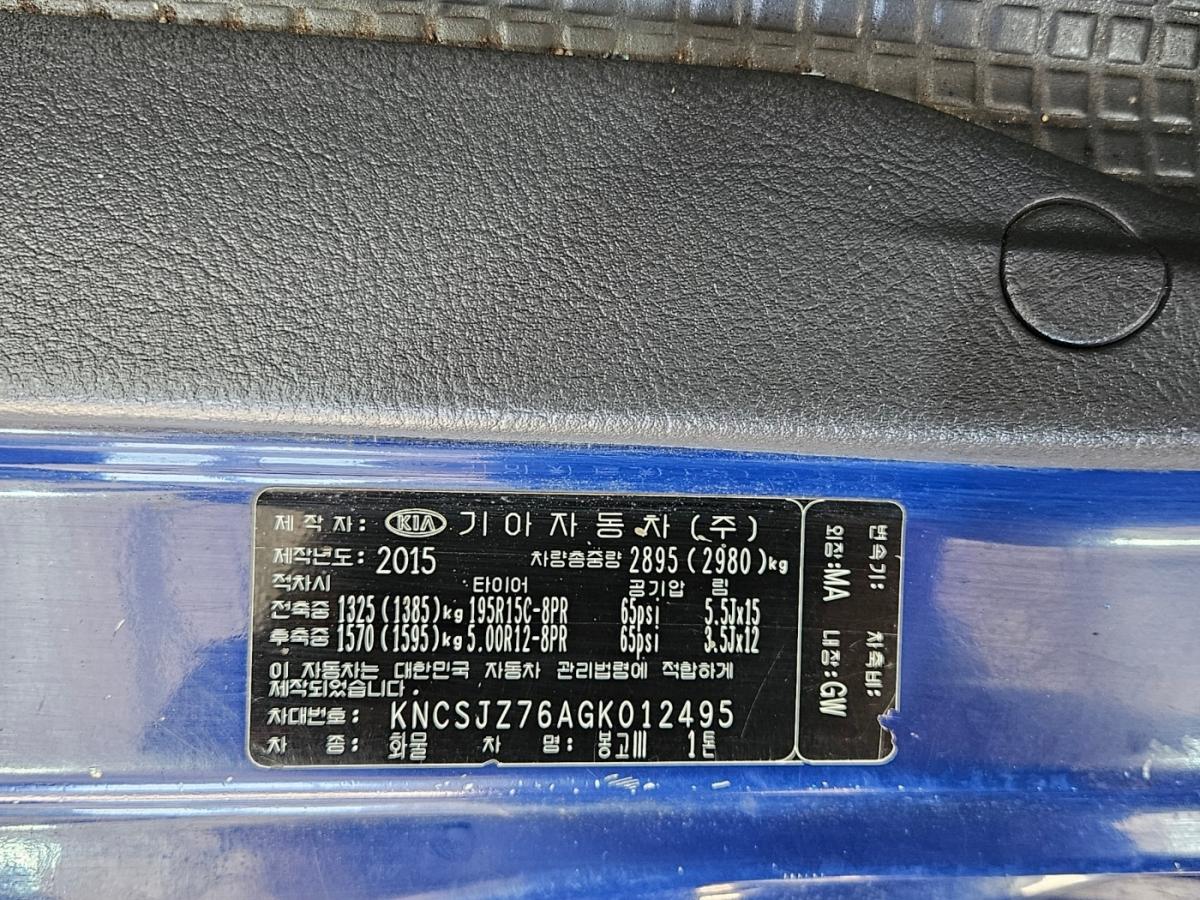 제 작 자: KIA 기아자동차(주)
제작년도: 2015 차량총중량 2895(2980)kg
적차시 타이어 공기압 림
전축중 1325(1385)kg 195R15C-8PR 65psi 5.5Jx15
후축중 1570(1595)kg 5.00R12-8PR 65psi 3.5Jx12
이 자동차는 대한민국 자동차 관리법령에 적합하게
제작되었습니다.
차대번호: KNCSJZ76AGK012495
차 종: 화물 차 명: 봉고III 1톤
변속기: 차축비:
외장:MA 내장:GW